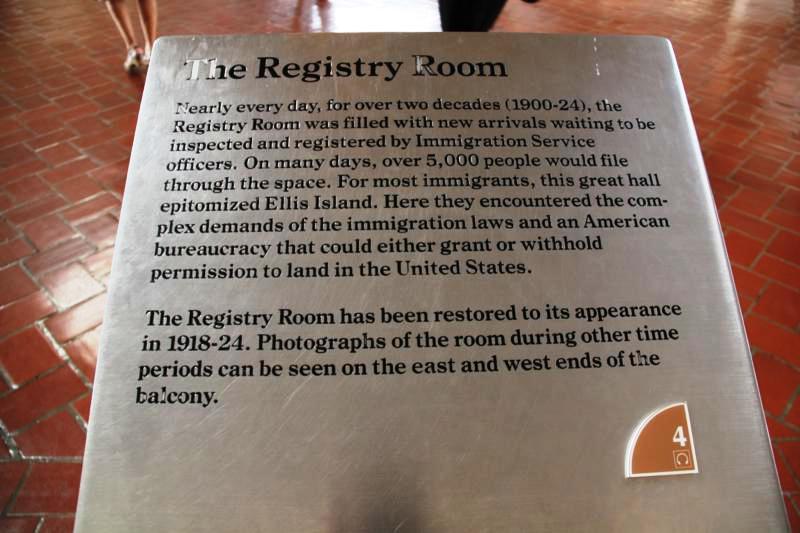 The Registry Room
Nearly every day, for over two decades (1900-24), the
Registry Room was filled with new arrivals waiting to be
inspected and registered by Immigration Service
officers. On many days, over 5,000 people would file
through the space. For most immigrants, this great hall
epitomized Ellis Island. Here they encountered the com-
plex demands of the immigration laws and an American
bureaucracy that could either grant or withhold
permission to land in the United States.
The Registry Room has been restored to its appearance
in 1918-24. Photographs of the room during other time
periods can be seen on the east and west ends of the
balcony.
4
C